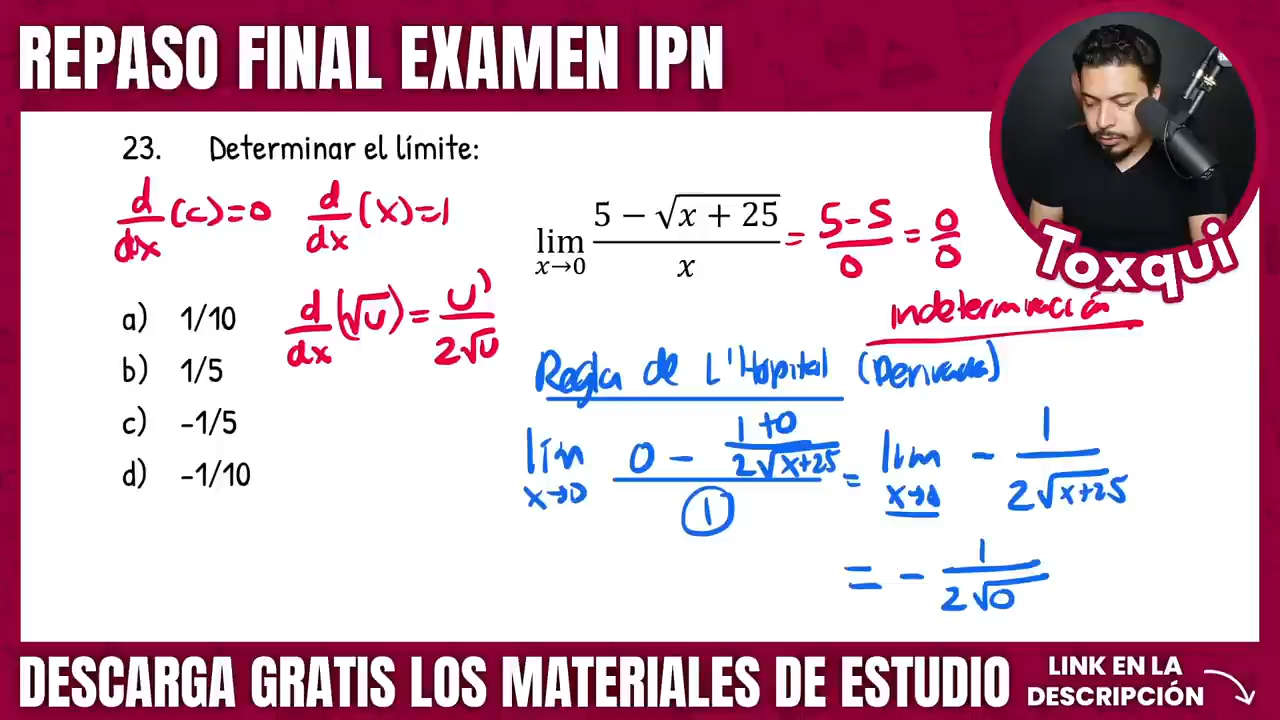 REPASO FINAL EXAMEN IPN
23. Determinar el límite:
d/dx (c)=0 d/dx (x)=1
lim x→0 (5 − √(x + 25))/x = (5-5)/0 = 0/0
Toxqui
indeterminación
a) 1/10
d/dx (√u) = u'/(2√u)
b) 1/5
c) -1/5
d) -1/10
Regla de L'Hopital (Derivada)
lím x→0 (0 - (1+0)/(2√(x+25)))/1 = lím x→0 - 1/(2√(x+25))
= - 1/(2√0)
DESCARGA GRATIS LOS MATERIALES DE ESTUDIO
LINK EN LA
DESCRIPCIÓN